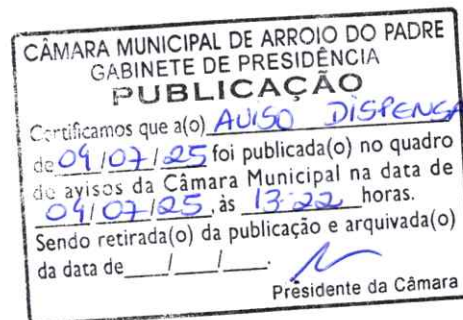 CÂMARA MUNICIPAL DE ARROIO DO PADRE
GABINETE DE PRESIDÊNCIA
PUBLICAÇÃO
Certificamos que a(o) AVISO DISPENSA
de 09/07/25 foi publicada(o) no quadro
de avisos da Câmara Municipal na data de
09/07/25, às 13:22 horas.
Sendo retirada(o) da publicação e arquivada(o)
da data de ___/___/___.
Presidente da Câmara